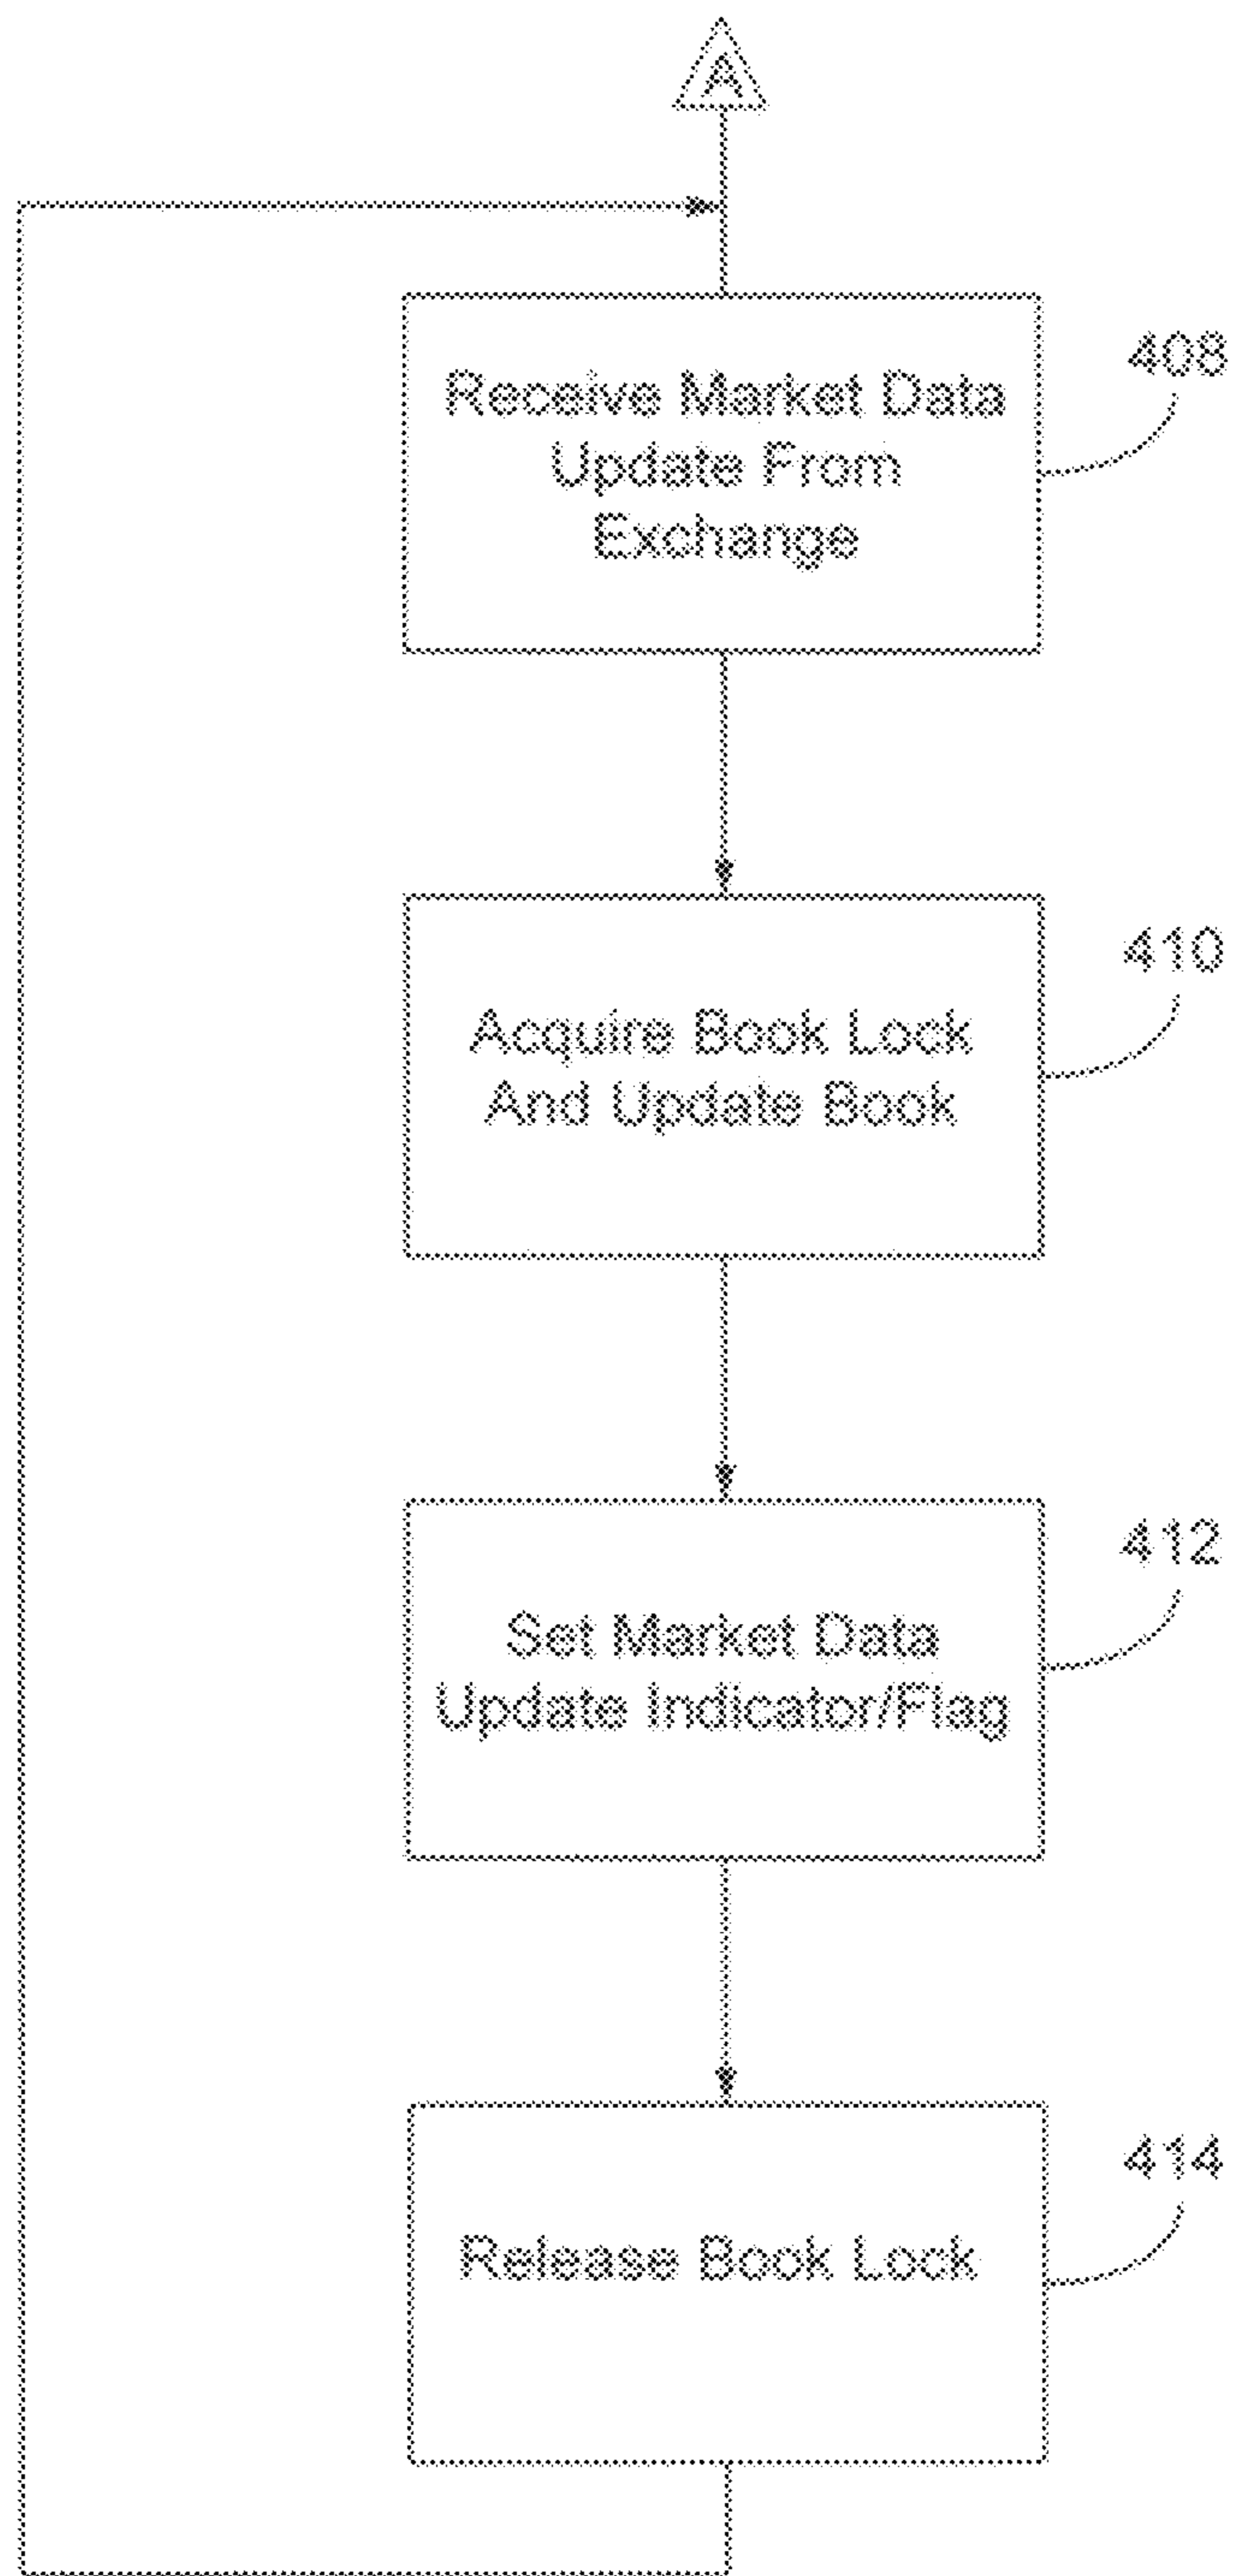 A
Receive Market Data
Update From
Exchange
408
Acquire Book Lock
And Update Book
410
Set Market Data
Update Indicator/Flag
412
Release Book Lock
414